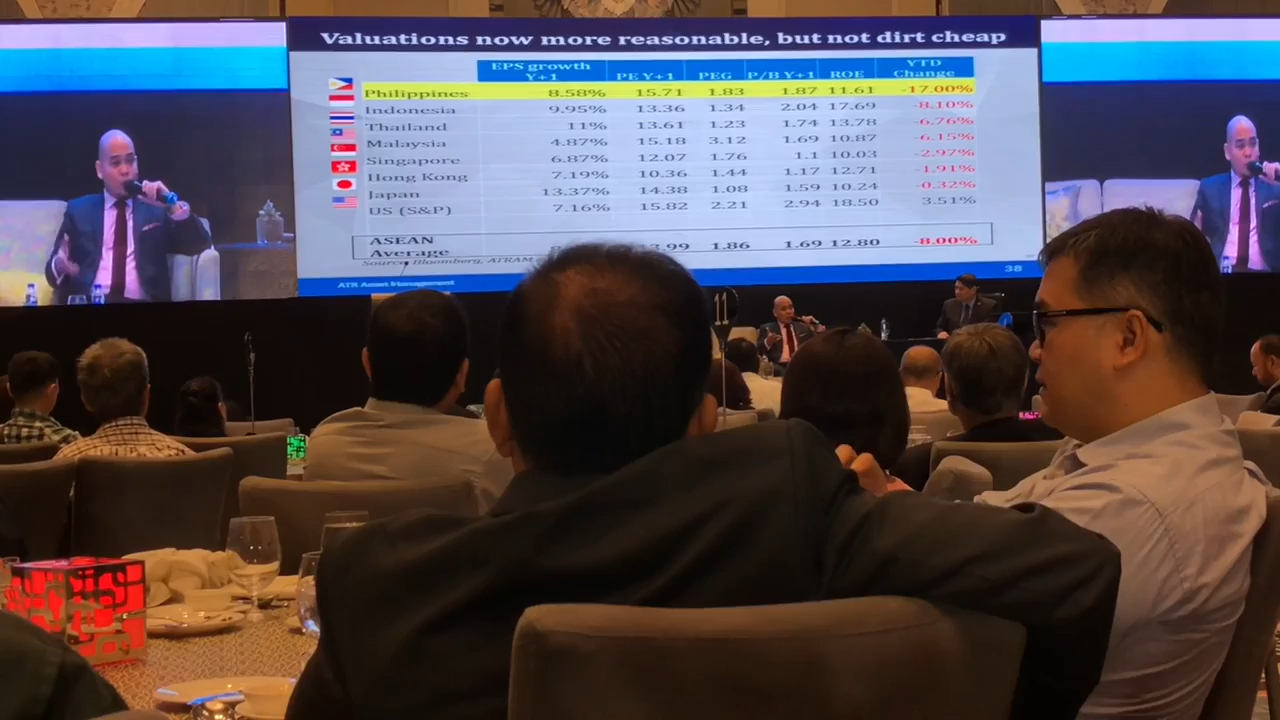 Valuations now more reasonable, but not dirt cheap
EPS growth Y+1 PE Y+1 PEG P/B Y+1 ROE YTD Change
Philippines 8.58% 15.71 1.83 1.87 11.61 -17.00%
Indonesia 9.95% 13.36 1.34 2.04 17.69 -8.10%
Thailand 11% 13.61 1.23 1.74 13.78 -6.76%
Malaysia 4.87% 15.18 3.12 1.69 10.87 -6.15%
Singapore 6.87% 12.07 1.76 1.1 10.03 -2.97%
Hong Kong 7.19% 10.36 1.44 1.17 12.71 -1.91%
Japan 13.37% 14.38 1.08 1.59 10.24 -0.32%
US (S&P) 7.16% 15.82 2.21 2.94 18.50 3.51%
ASEAN Average 1.86 1.69 12.80 -8.00%
Source: Bloomberg, ATRAM
ATR Asset Management 38
11